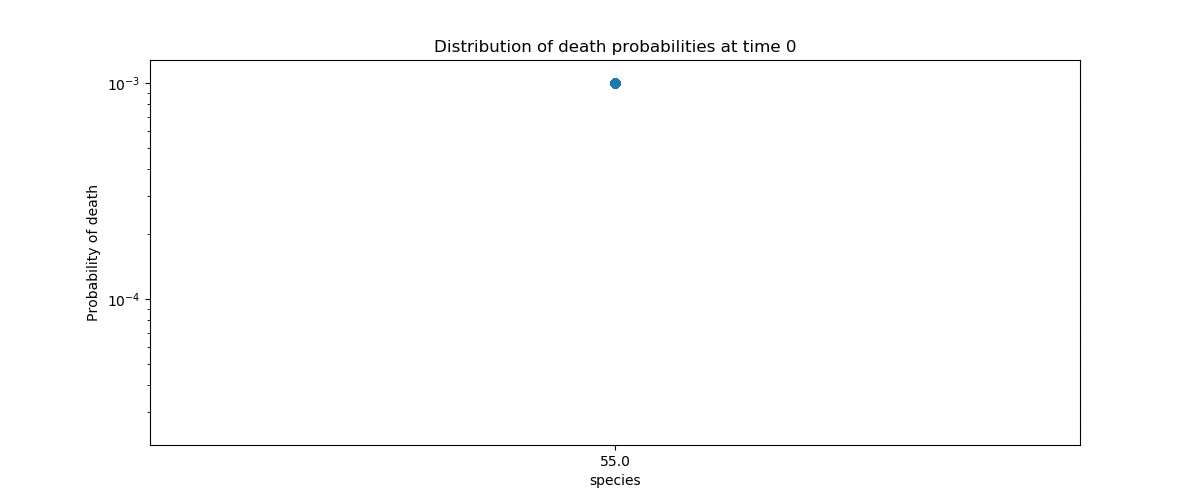 Distribution of death probabilities at time 0
10⁻³
10⁻⁴
Probability of death
55.0
species